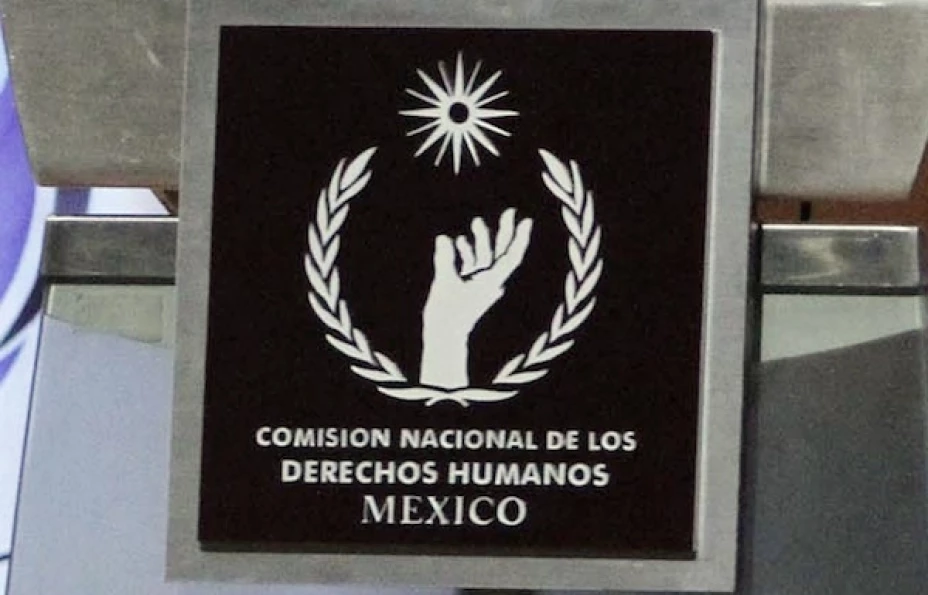 COMISION NACIONAL DE LOS
DERECHOS HUMANOS
MEXICO